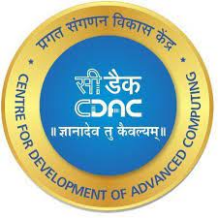 प्रगत संगणन विकास केंद्र
सी डैक
CDAC
॥ ज्ञानादेव तु कैवल्यम् ॥
CENTRE FOR DEVELOPMENT OF ADVANCED COMPUTING